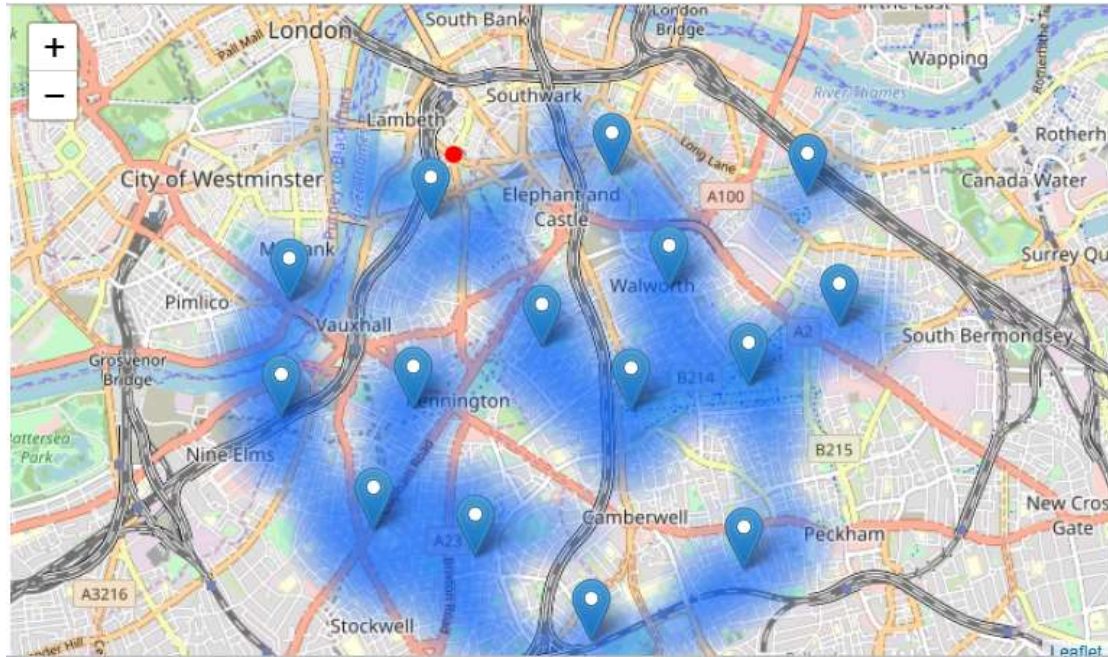 +
−
London
South Bank
London
Bridge
Wapping
Pall Mall
Southwark
River Thames
Lambeth
Rotherh
Long Lane
City of Westminster
Elephant and
Castle
A100
Canada Water
Surrey Qu
Walworth
Pimlico
Vauxhall
A2
South Bermondsey
Grosvenor
Bridge
B214
ennington
attersea
Park
Nine Elms
B215
New Cros
Gate
Camberwell
Peckham
A23
A3216
Stockwell
Leaflet